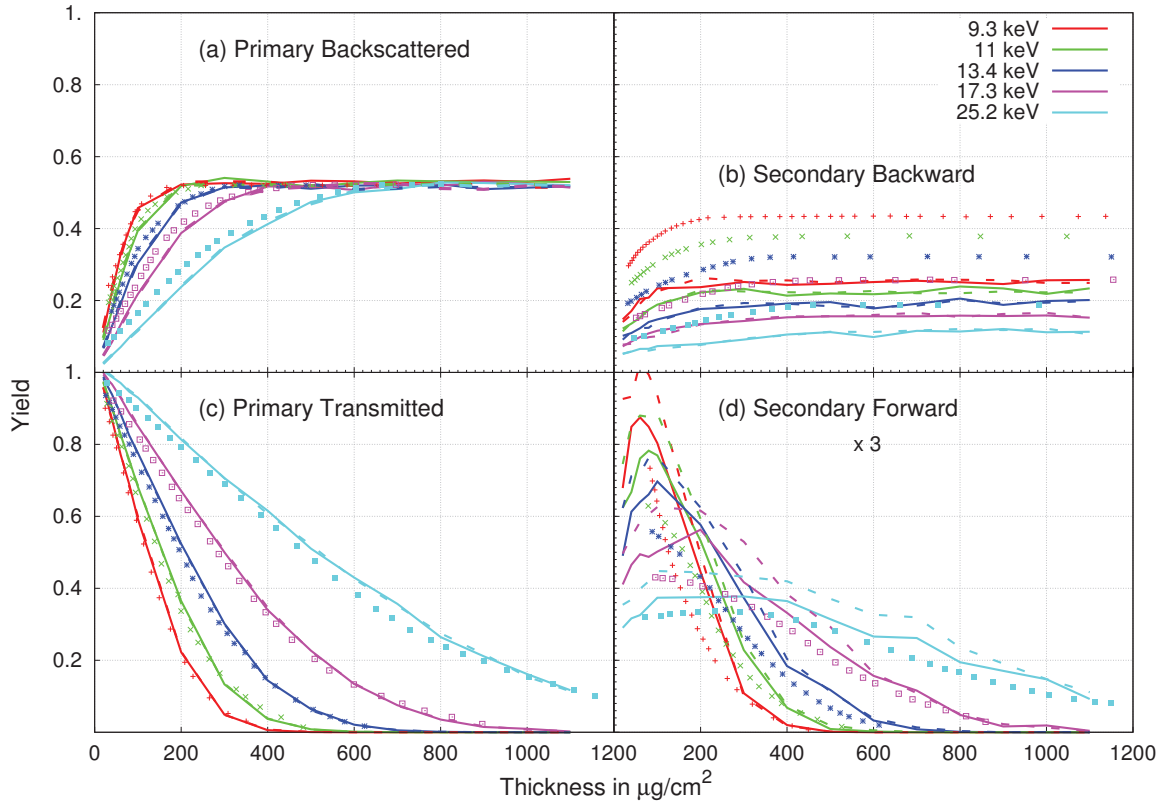 1.
(a) Primary Backscattered
0.8
0.6
0.4
0.2
(b) Secondary Backward
9.3 keV
11 keV
13.4 keV
17.3 keV
25.2 keV
1.
(c) Primary Transmitted
0.8
0.6
0.4
0.2
(d) Secondary Forward
x 3
Yield
0 200 400 600 800 1000
200 400 600 800 1000 1200
Thickness in μg/cm²